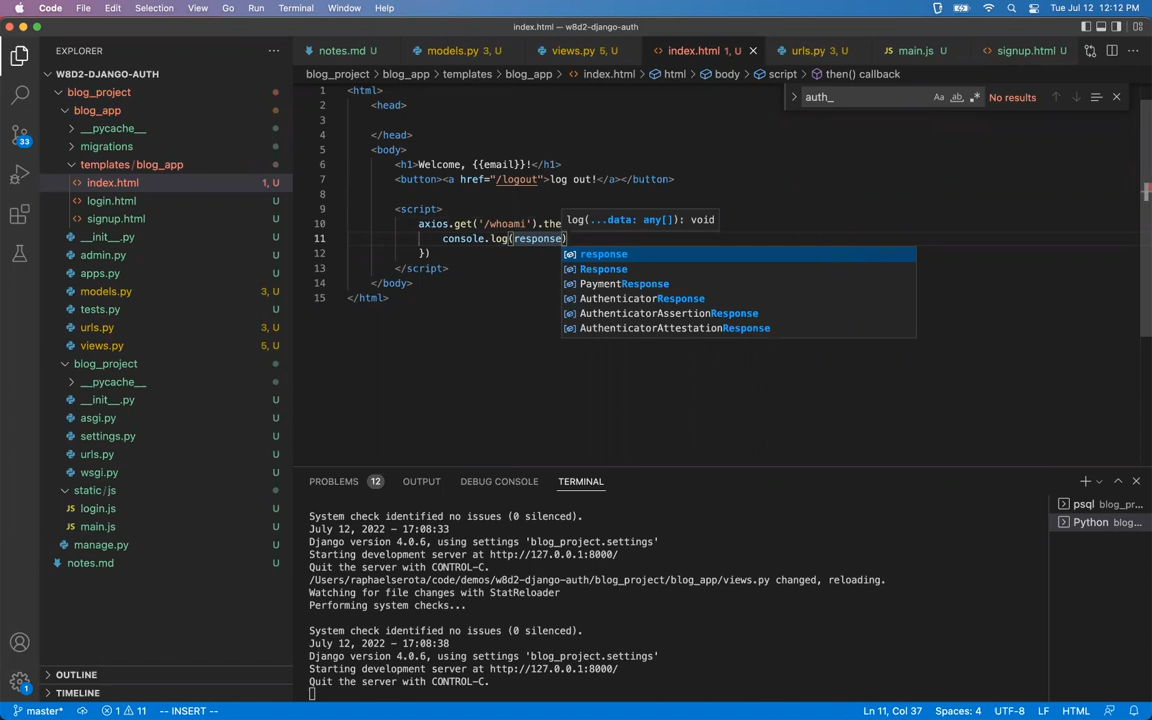 Code File Edit Selection View Go Run Terminal Window Help Tue Jul 12 12:12 PM
index.html — w8d2-django-auth
EXPLORER
notes.md U
models.py 3, U
views.py 5, U
index.html 1, U
urls.py 3, U
main.js U
signup.html U
blog_project > blog_app > templates > blog_app > index.html > html > body > script > then() callback
auth_
Aa ab .* No results
W8D2-DJANGO-AUTH
blog_project
blog_app
__pycache__
migrations
templates/blog_app
index.html 1, U
login.html U
signup.html U
__init__.py U
admin.py U
apps.py U
models.py 3, U
tests.py U
urls.py 3, U
views.py 5, U
blog_project
__pycache__
__init__.py U
asgi.py U
settings.py U
urls.py U
wsgi.py U
static/js
login.js U
main.js U
manage.py U
notes.md U
OUTLINE
TIMELINE
33
1
1 <html>
2 <head>
3
4 </head>
5 <body>
6 <h1>Welcome, {{email}}!</h1>
7 <button><a href="/logout">log out!</a></button>
8
9 <script>
10 axios.get('/whoami').the
11 console.log(response)
12 })
13 </script>
14 </body>
15 </html>
log(...data: any[]): void
response
Response
PaymentResponse
AuthenticatorResponse
AuthenticatorAssertionResponse
AuthenticatorAttestationResponse
PROBLEMS 12 OUTPUT DEBUG CONSOLE TERMINAL
System check identified no issues (0 silenced).
July 12, 2022 - 17:08:33
Django version 4.0.6, using settings 'blog_project.settings'
Starting development server at http://127.0.0.1:8000/
Quit the server with CONTROL-C.
/Users/raphaelserota/code/demos/w8d2-django-auth/blog_project/blog_app/views.py changed, reloading.
Watching for file changes with StatReloader
Performing system checks...
System check identified no issues (0 silenced).
July 12, 2022 - 17:08:38
Django version 4.0.6, using settings 'blog_project.settings'
Starting development server at http://127.0.0.1:8000/
Quit the server with CONTROL-C.
psql blog_pr...
Python blog...
master* 1 11 -- INSERT -- Ln 11, Col 37 Spaces: 4 UTF-8 LF HTML